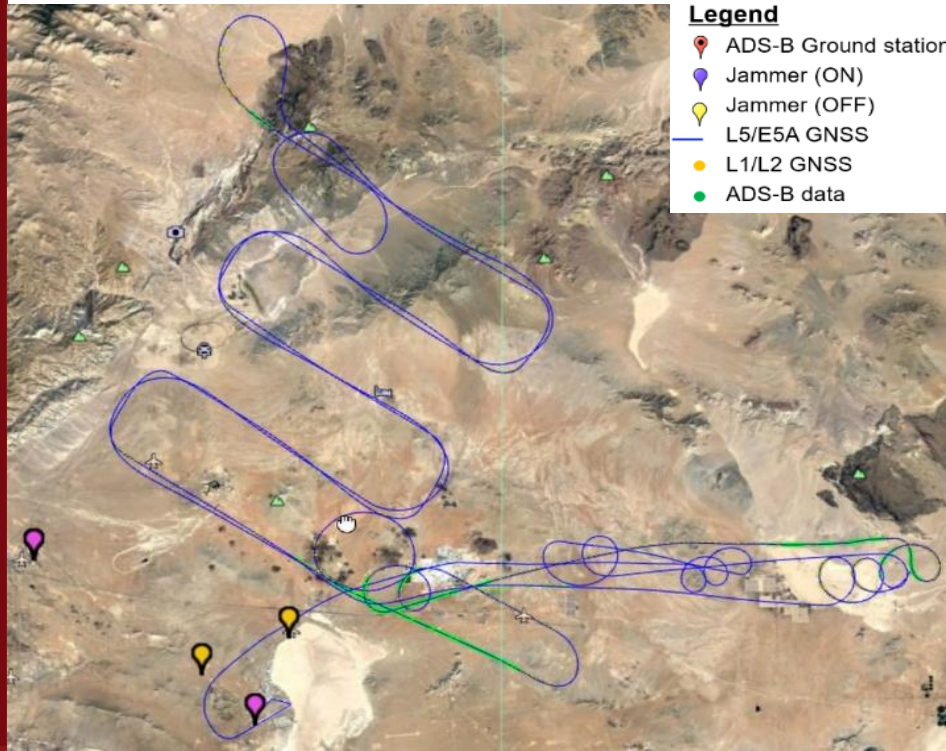 Legend
ADS-B Ground station
Jammer (ON)
Jammer (OFF)
L5/E5A GNSS
L1/L2 GNSS
ADS-B data